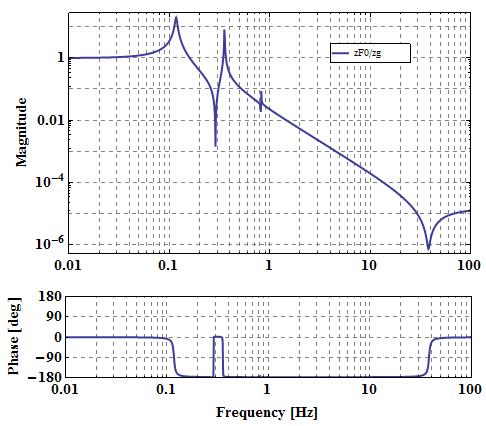 zF0/zg
Magnitude
1
0.01
10⁻⁴
10⁻⁶
0.01 0.1 1 10 100
Phase [deg]
180
90
0
-90
-180
0.01 0.1 1 10 100
Frequency [Hz]